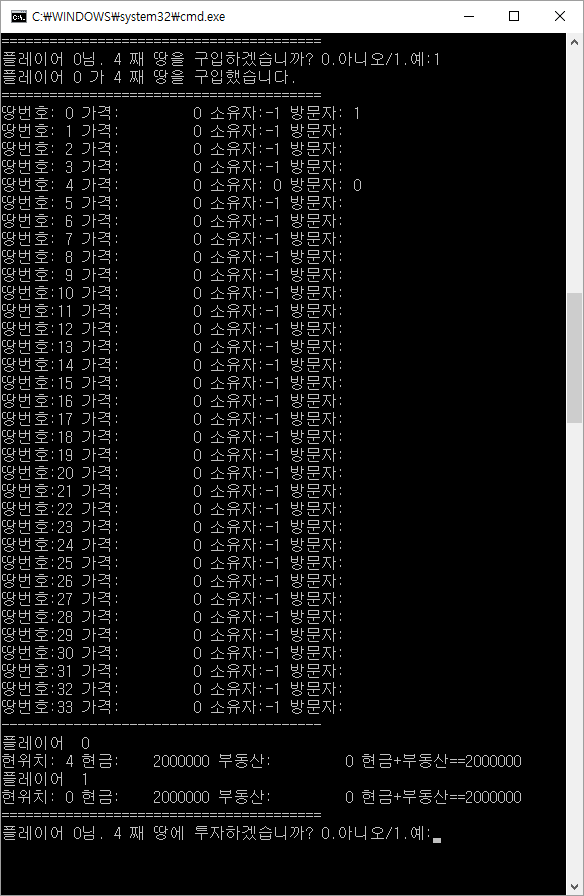 C:₩WINDOWS₩system32₩cmd.exe
========================================
플레이어 0님. 4 째 땅을 구입하겠습니까? 0.아니오/1.예:1
플레이어 0 가 4 째 땅을 구입했습니다.
========================================
땅번호: 0 가격:         0 소유자:-1 방문자: 1
땅번호: 1 가격:         0 소유자:-1 방문자:
땅번호: 2 가격:         0 소유자:-1 방문자:
땅번호: 3 가격:         0 소유자:-1 방문자:
땅번호: 4 가격:         0 소유자: 0 방문자: 0
땅번호: 5 가격:         0 소유자:-1 방문자:
땅번호: 6 가격:         0 소유자:-1 방문자:
땅번호: 7 가격:         0 소유자:-1 방문자:
땅번호: 8 가격:         0 소유자:-1 방문자:
땅번호: 9 가격:         0 소유자:-1 방문자:
땅번호:10 가격:         0 소유자:-1 방문자:
땅번호:11 가격:         0 소유자:-1 방문자:
땅번호:12 가격:         0 소유자:-1 방문자:
땅번호:13 가격:         0 소유자:-1 방문자:
땅번호:14 가격:         0 소유자:-1 방문자:
땅번호:15 가격:         0 소유자:-1 방문자:
땅번호:16 가격:         0 소유자:-1 방문자:
땅번호:17 가격:         0 소유자:-1 방문자:
땅번호:18 가격:         0 소유자:-1 방문자:
땅번호:19 가격:         0 소유자:-1 방문자:
땅번호:20 가격:         0 소유자:-1 방문자:
땅번호:21 가격:         0 소유자:-1 방문자:
땅번호:22 가격:         0 소유자:-1 방문자:
땅번호:23 가격:         0 소유자:-1 방문자:
땅번호:24 가격:         0 소유자:-1 방문자:
땅번호:25 가격:         0 소유자:-1 방문자:
땅번호:26 가격:         0 소유자:-1 방문자:
땅번호:27 가격:         0 소유자:-1 방문자:
땅번호:28 가격:         0 소유자:-1 방문자:
땅번호:29 가격:         0 소유자:-1 방문자:
땅번호:30 가격:         0 소유자:-1 방문자:
땅번호:31 가격:         0 소유자:-1 방문자:
땅번호:32 가격:         0 소유자:-1 방문자:
땅번호:33 가격:         0 소유자:-1 방문자:
----------------------------------------
플레이어  0
현위치: 4 현금:    2000000 부동산:         0 현금+부동산==2000000
플레이어  1
현위치: 0 현금:    2000000 부동산:         0 현금+부동산==2000000
========================================
플레이어 0님. 4 째 땅에 투자하겠습니까? 0.아니오/1.예: